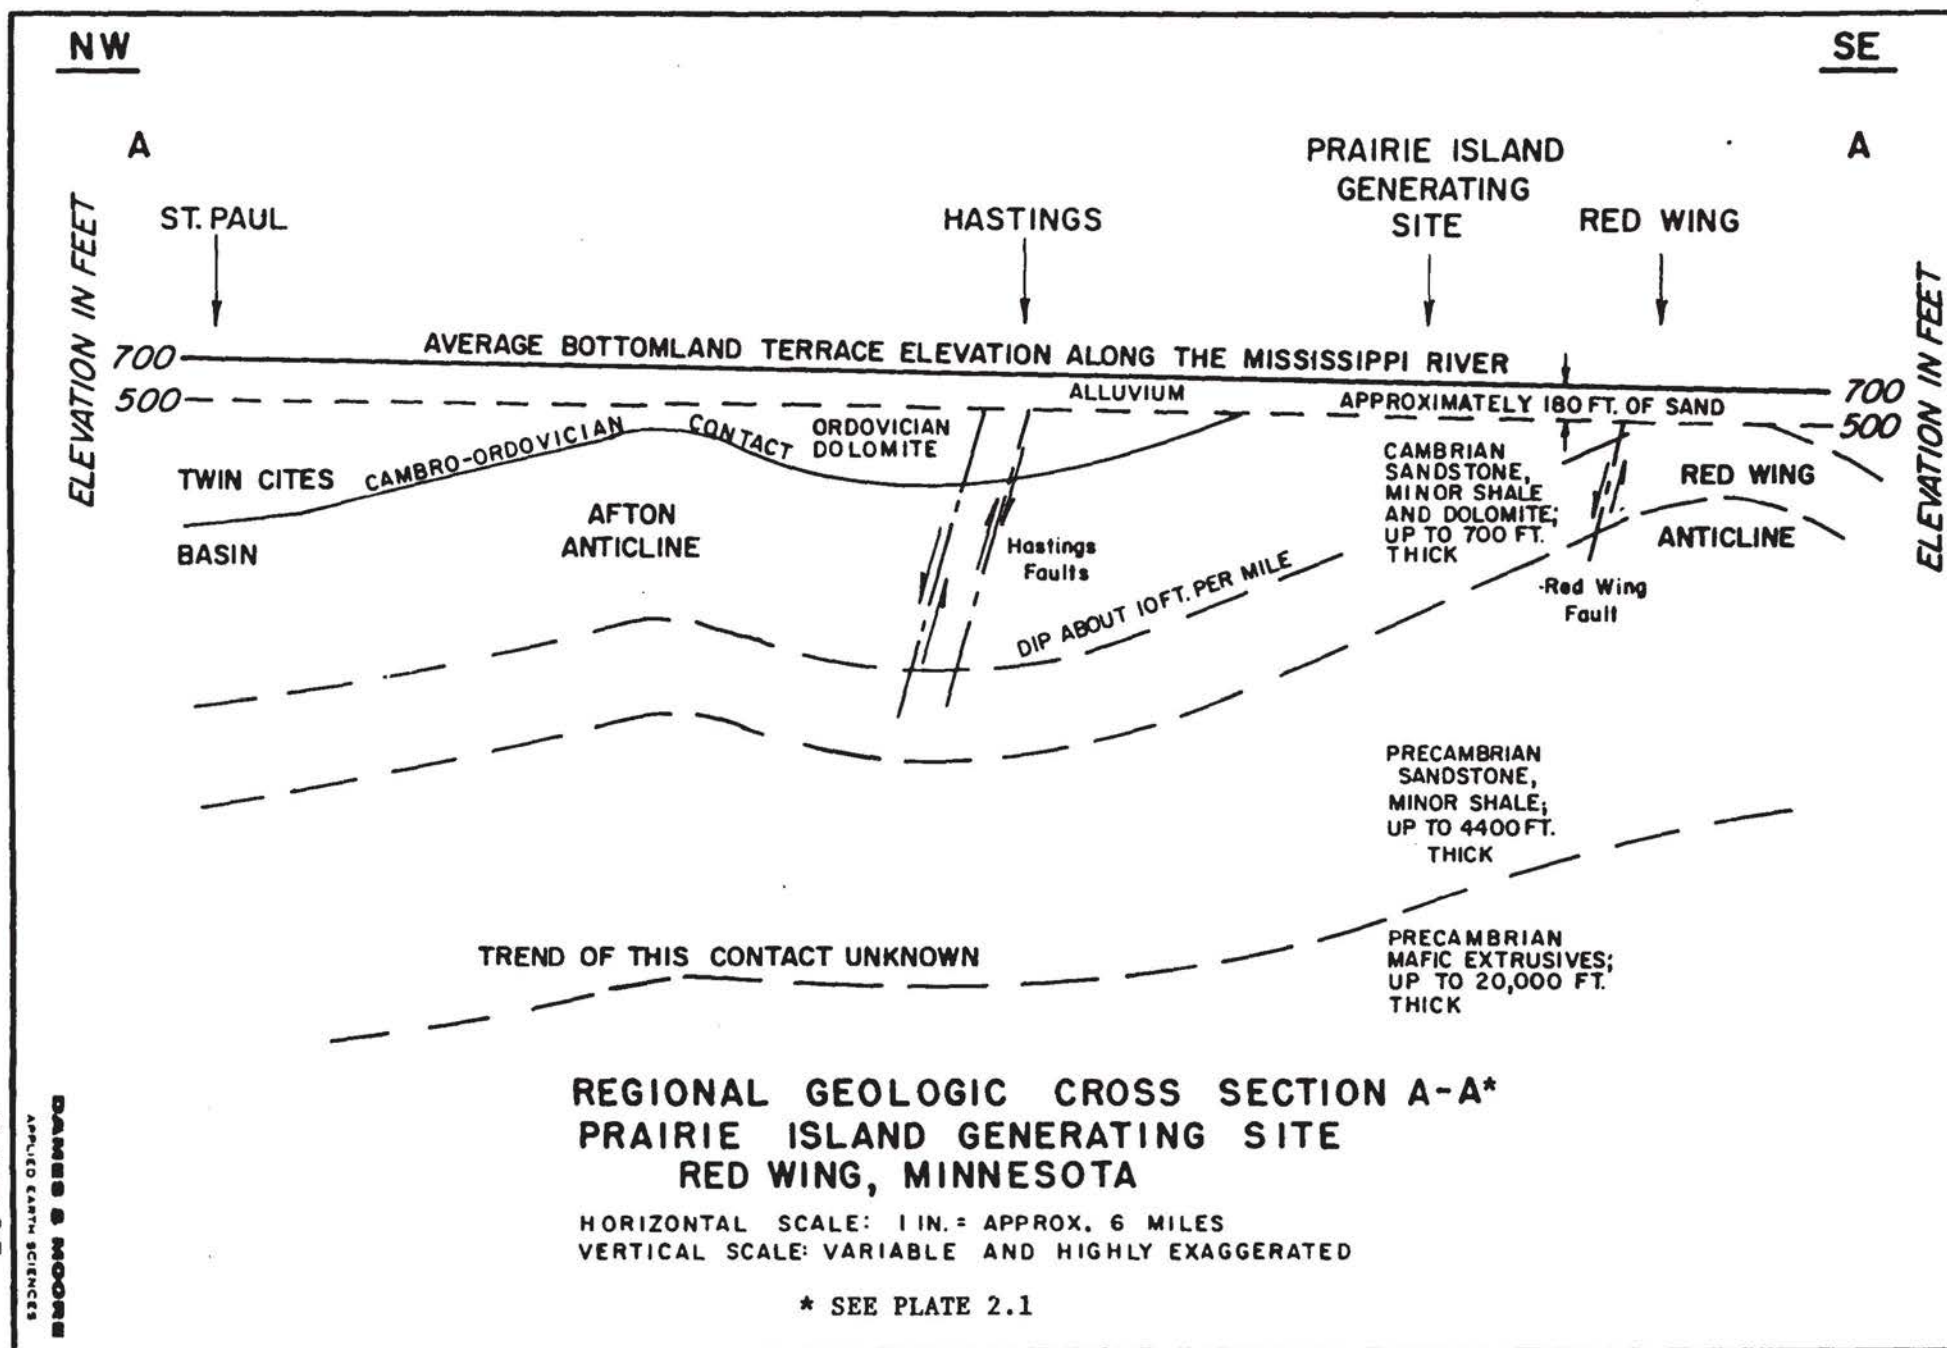 NW
SE
A
A
PRAIRIE ISLAND
GENERATING
SITE
ST. PAUL
HASTINGS
RED WING
ELEVATION IN FEET
ELEVATION IN FEET
700
AVERAGE BOTTOMLAND TERRACE ELEVATION ALONG THE MISSISSIPPI RIVER
700
500
ALLUVIUM
APPROXIMATELY 180 FT. OF SAND
500
CAMBRO-ORDOVICIAN CONTACT
ORDOVICIAN
DOLOMITE
TWIN CITES
BASIN
AFTON
ANTICLINE
Hastings
Faults
CAMBRIAN
SANDSTONE,
MINOR SHALE
AND DOLOMITE;
UP TO 700 FT.
THICK
RED WING
ANTICLINE
Red Wing
Fault
DIP ABOUT 10 FT. PER MILE
PRECAMBRIAN
SANDSTONE,
MINOR SHALE;
UP TO 4400 FT.
THICK
TREND OF THIS CONTACT UNKNOWN
PRECAMBRIAN
MAFIC EXTRUSIVES;
UP TO 20,000 FT.
THICK
REGIONAL GEOLOGIC CROSS SECTION A-A*
PRAIRIE ISLAND GENERATING SITE
RED WING, MINNESOTA
HORIZONTAL SCALE: 1 IN. = APPROX. 6 MILES
VERTICAL SCALE: VARIABLE AND HIGHLY EXAGGERATED
* SEE PLATE 2.1
DAMES & MOORE
APPLIED EARTH SCIENCES